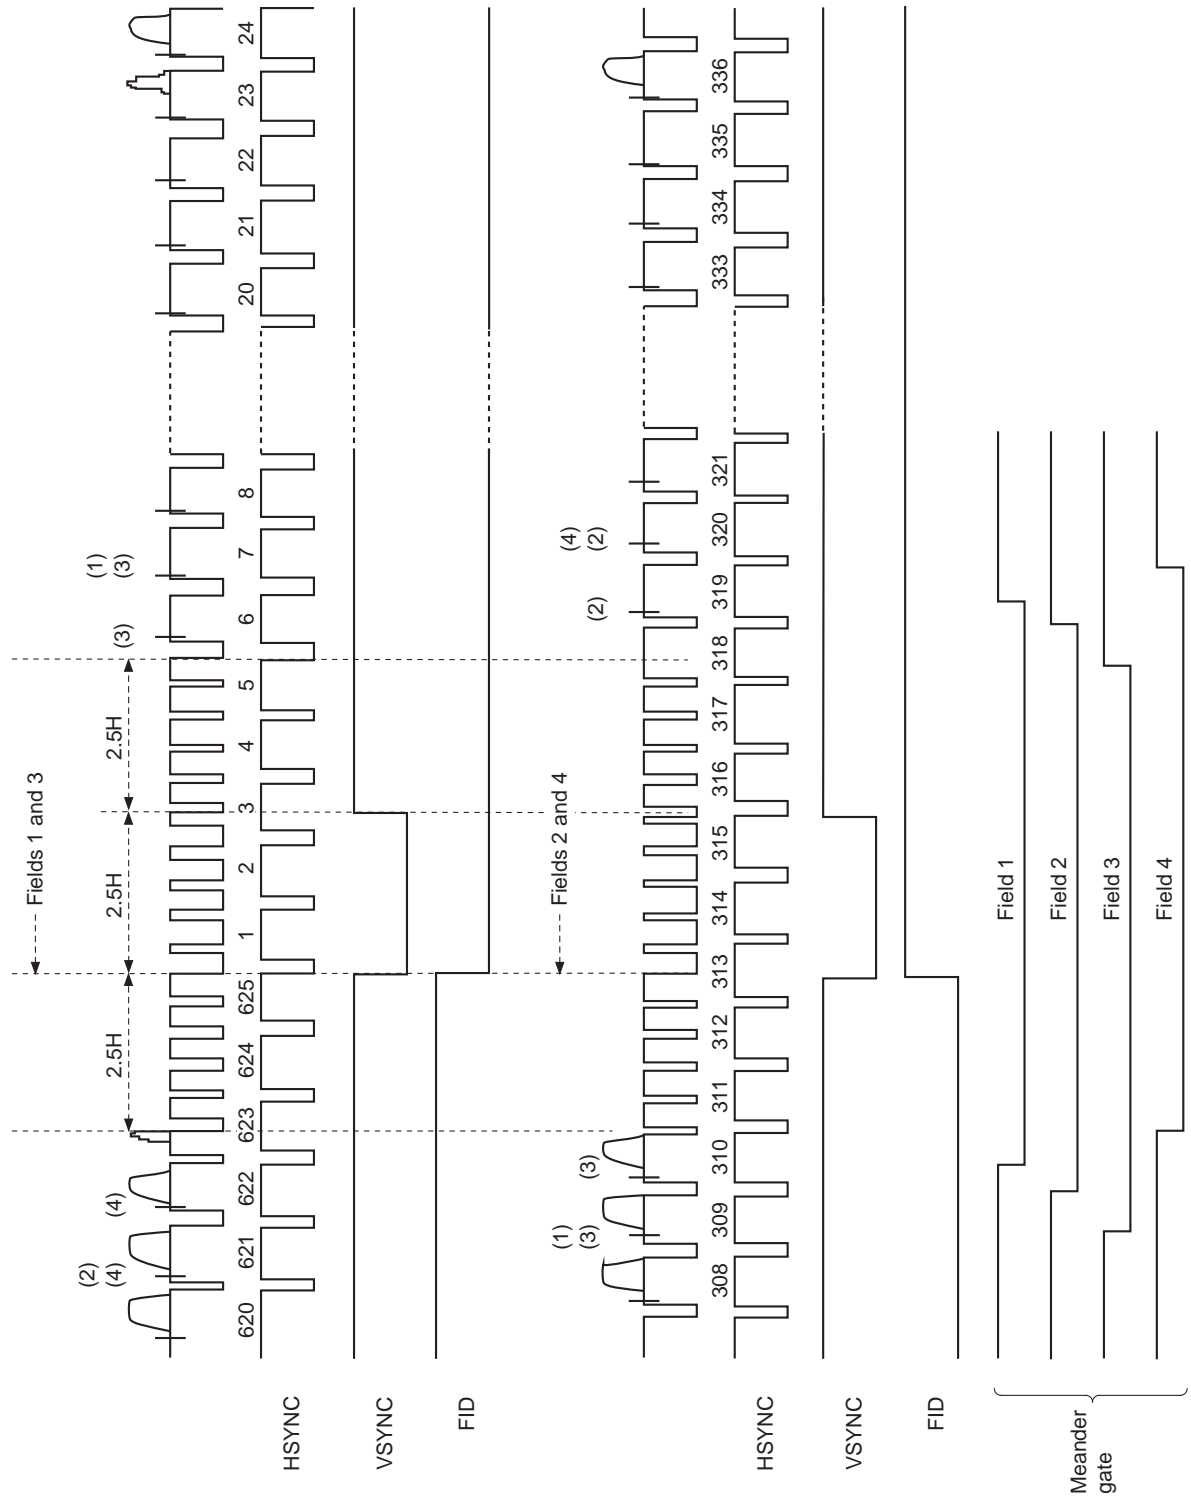 Fields 1 and 3
(2) (1)
(4) (4) 2.5H 2.5H 2.5H (3) (3)
620 621 622 623 624 625 1 2 3 4 5 6 7 8 20 21 22 23 24
HSYNC
VSYNC
FID
Fields 2 and 4
(1) (4)
(3) (3) (2) (2)
308 309 310 311 312 313 314 315 316 317 318 319 320 321 333 334 335 336
HSYNC
VSYNC
FID
Field 1
Field 2
Meander
gate
Field 3
Field 4